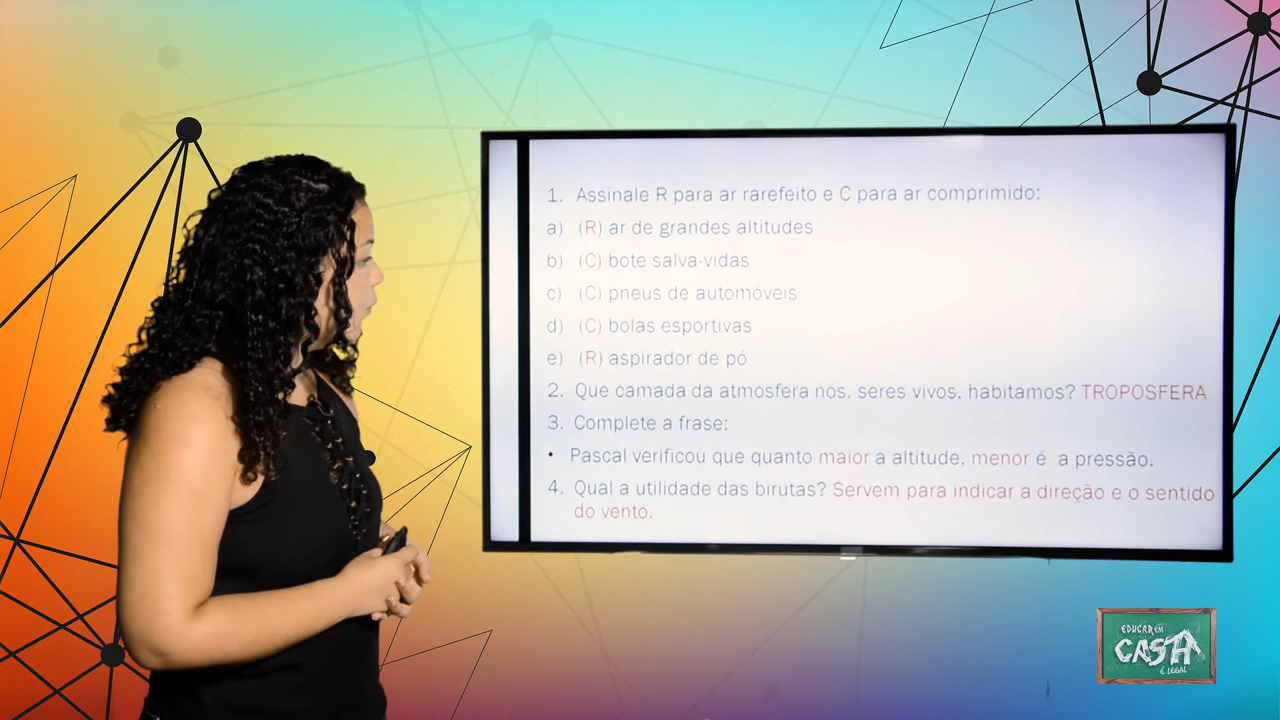 1. Assinale R para ar rarefeito e C para ar comprimido:
a) (R) ar de grandes altitudes
b) (C) bote salva-vidas
c) (C) pneus de automóveis
d) (C) bolas esportivas
e) (R) aspirador de pó
2. Que camada da atmosfera nós, seres vivos, habitamos? TROPOSFERA
3. Complete a frase:
• Pascal verificou que quanto maior a altitude, menor é a pressão.
4. Qual a utilidade das birutas? Servem para indicar a direção e o sentido
do vento.
EDUCAR EM
CASA
É LEGAL